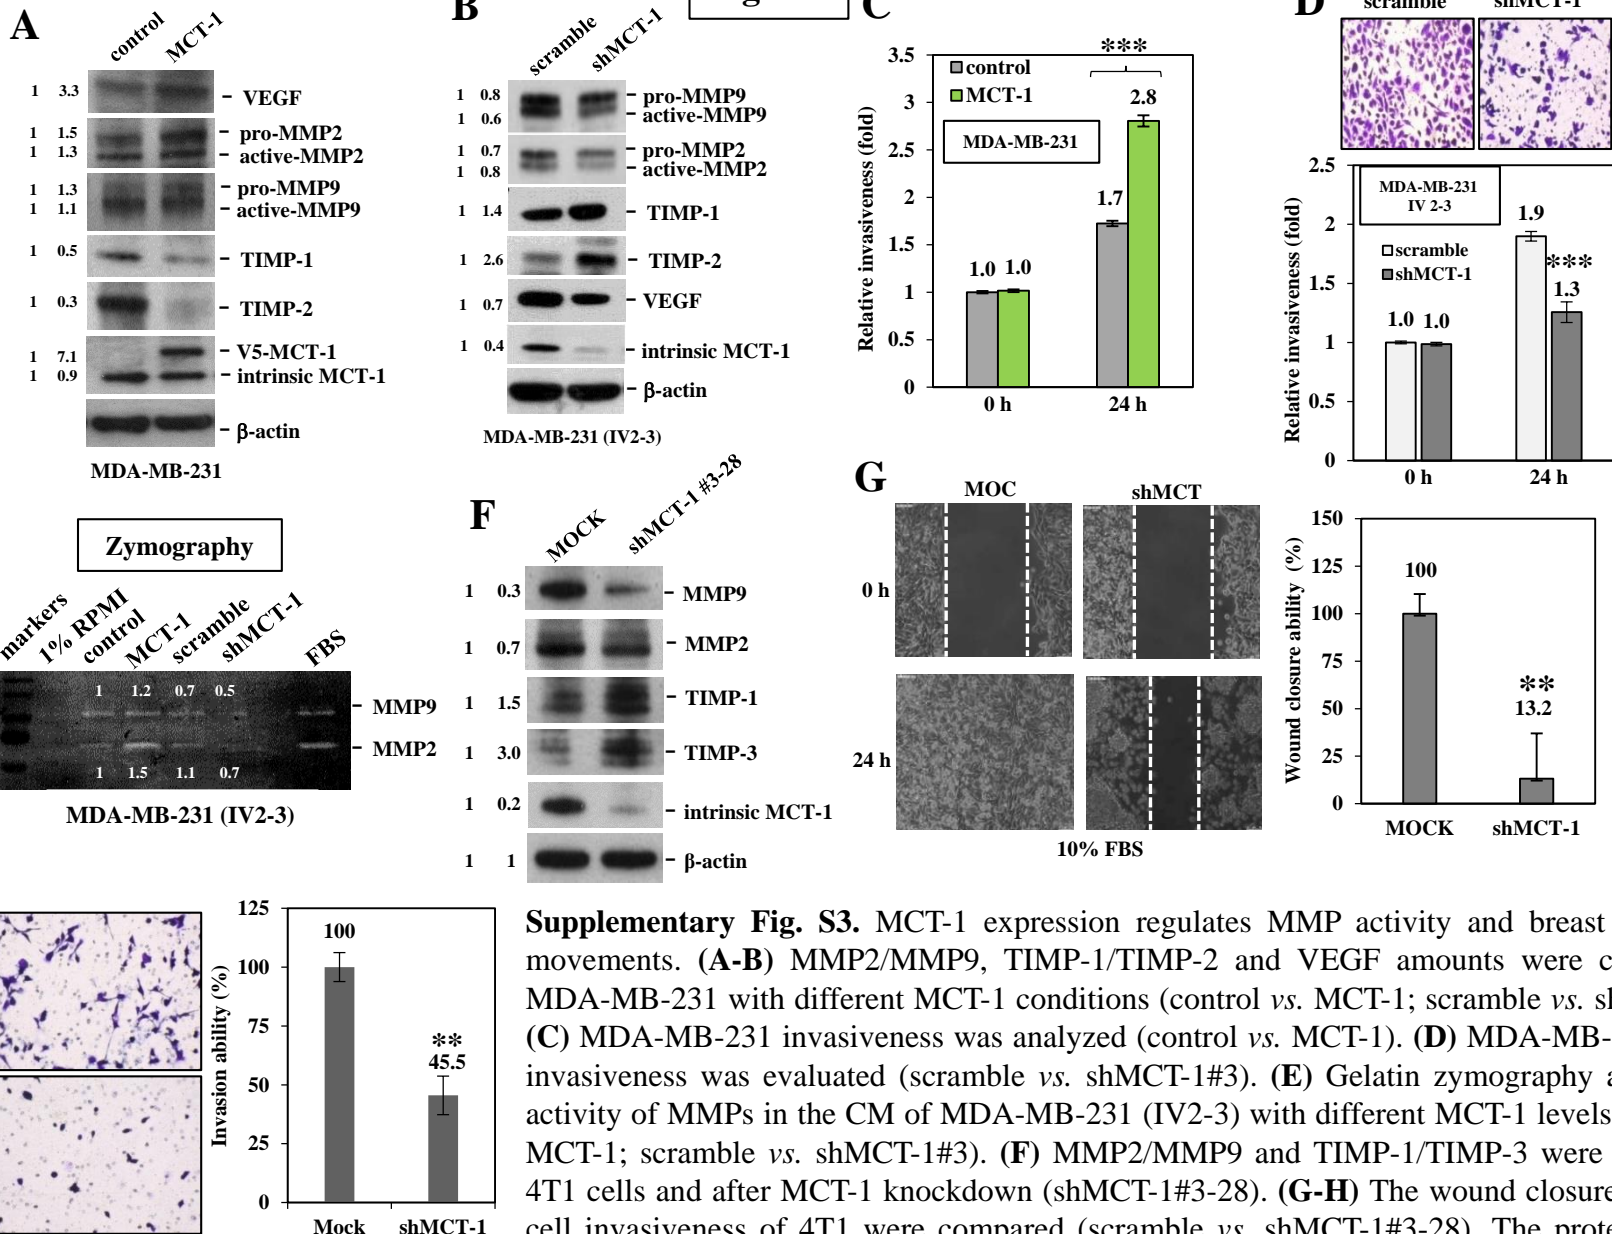 A
control
MCT-1
1 3.3 VEGF
1 1.5 pro-MMP2
1 1.3 active-MMP2
1 1.3 pro-MMP9
1 1.1 active-MMP9
1 0.5 TIMP-1
1 0.3 TIMP-2
1 7.1 V5-MCT-1
1 0.9 intrinsic MCT-1
β-actin
MDA-MB-231
B
scramble
shMCT-1
1 0.8 pro-MMP9
1 0.6 active-MMP9
1 0.7 pro-MMP2
1 0.8 active-MMP2
1 1.4 TIMP-1
1 2.6 TIMP-2
1 0.7 VEGF
1 0.4 intrinsic MCT-1
β-actin
MDA-MB-231 (IV2-3)
C
Relative invasiveness (fold)
3.5
3
2.5
2
1.5
1
0.5
0
control
MCT-1
MDA-MB-231
***
1.0 1.0
1.7
2.8
0 h 24 h
D
scramble shMCT-1
Relative invasiveness (fold)
2.5
2
1.5
1
0.5
0
MDA-MB-231
IV 2-3
scramble
shMCT-1
1.0 1.0
1.9
***
1.3
0 h 24 h
Zymography
markers
1% RPMI
control
MCT-1
scramble
shMCT-1
FBS
1 1.2 0.7 0.5
MMP9
MMP2
1 1.5 1.1 0.7
MDA-MB-231 (IV2-3)
F
MOCK
shMCT-1 #3-28
1 0.3 MMP9
1 0.7 MMP2
1 1.5 TIMP-1
1 3.0 TIMP-3
1 0.2 intrinsic MCT-1
1 1 β-actin
G
MOC shMCT
0 h
24 h
10% FBS
Wound closure ability (%)
150
125
100
75
50
25
0
100
**
13.2
MOCK shMCT-1
Invasion ability (%)
125
100
75
50
25
0
100
**
45.5
Mock shMCT-1
Supplementary Fig. S3. MCT-1 expression regulates MMP activity and breast
movements. (A-B) MMP2/MMP9, TIMP-1/TIMP-2 and VEGF amounts were
MDA-MB-231 with different MCT-1 conditions (control vs. MCT-1; scramble vs.
(C) MDA-MB-231 invasiveness was analyzed (control vs. MCT-1). (D) MDA-MB-
invasiveness was evaluated (scramble vs. shMCT-1#3). (E) Gelatin zymography
activity of MMPs in the CM of MDA-MB-231 (IV2-3) with different MCT-1 levels
MCT-1; scramble vs. shMCT-1#3). (F) MMP2/MMP9 and TIMP-1/TIMP-3 were
4T1 cells and after MCT-1 knockdown (shMCT-1#3-28). (G-H) The wound closure
cell invasiveness of 4T1 were compared (scramble vs. shMCT-1#3-28). The